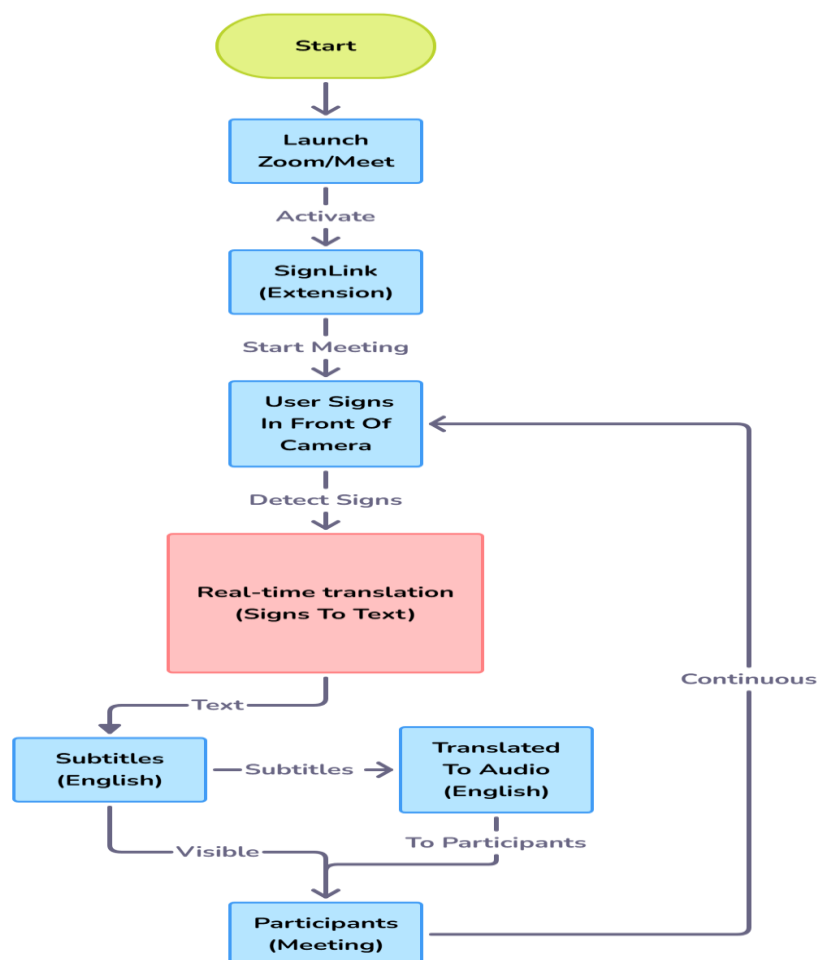 Start
Launch
Zoom/Meet
Activate
SignLink
(Extension)
Start Meeting
User Signs
In Front Of
Camera
Detect Signs
Real-time translation
(Signs To Text)
Continuous
Text
Subtitles
(English)
Subtitles
Translated
To Audio
(English)
Visible
To Participants
Participants
(Meeting)